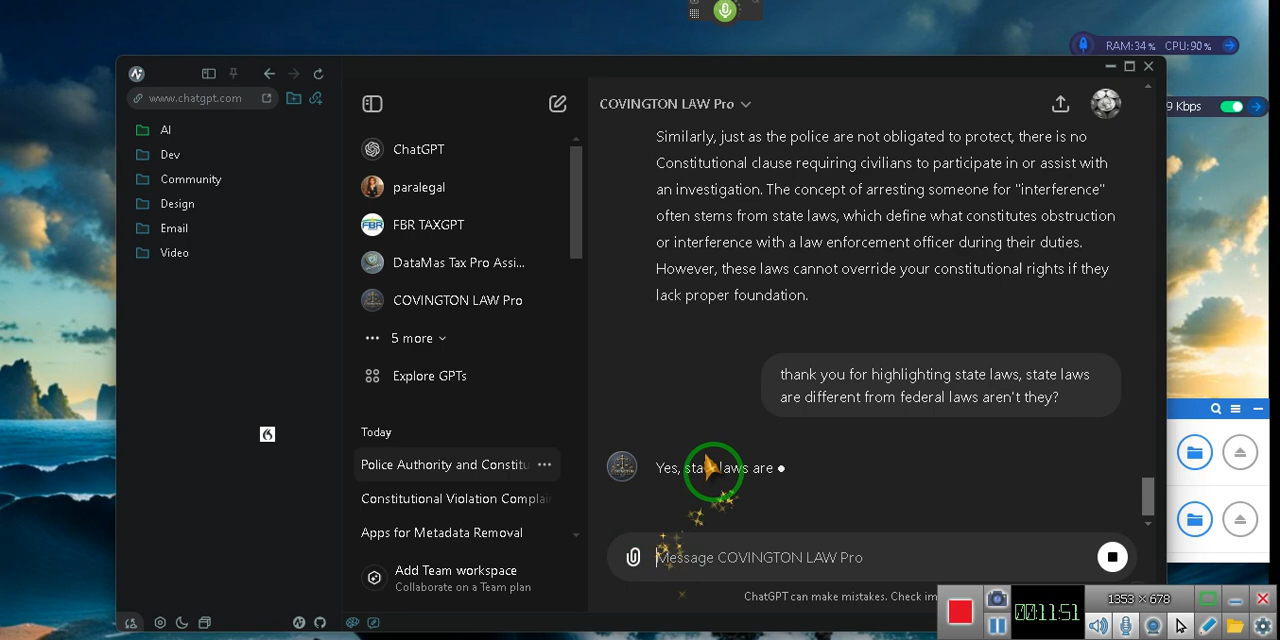 RAM:34% CPU:90%
9 Kbps
www.chatgpt.com
AI
Dev
Community
Design
Email
Video
ChatGPT
paralegal
FBR
FBR TAXGPT
DataMas Tax Pro Assi...
COVINGTON LAW Pro
5 more
Explore GPTs
Today
Police Authority and Constitu
Constitutional Violation Complai
Apps for Metadata Removal
Add Team workspace
Collaborate on a Team plan
COVINGTON LAW Pro
Similarly, just as the police are not obligated to protect, there is no
Constitutional clause requiring civilians to participate in or assist with
an investigation. The concept of arresting someone for "interference"
often stems from state laws, which define what constitutes obstruction
or interference with a law enforcement officer during their duties.
However, these laws cannot override your constitutional rights if they
lack proper foundation.
thank you for highlighting state laws, state laws
are different from federal laws aren't they?
Yes, state laws are
Message COVINGTON LAW Pro
ChatGPT can make mistakes. Check im
00:11:51
1353 × 678